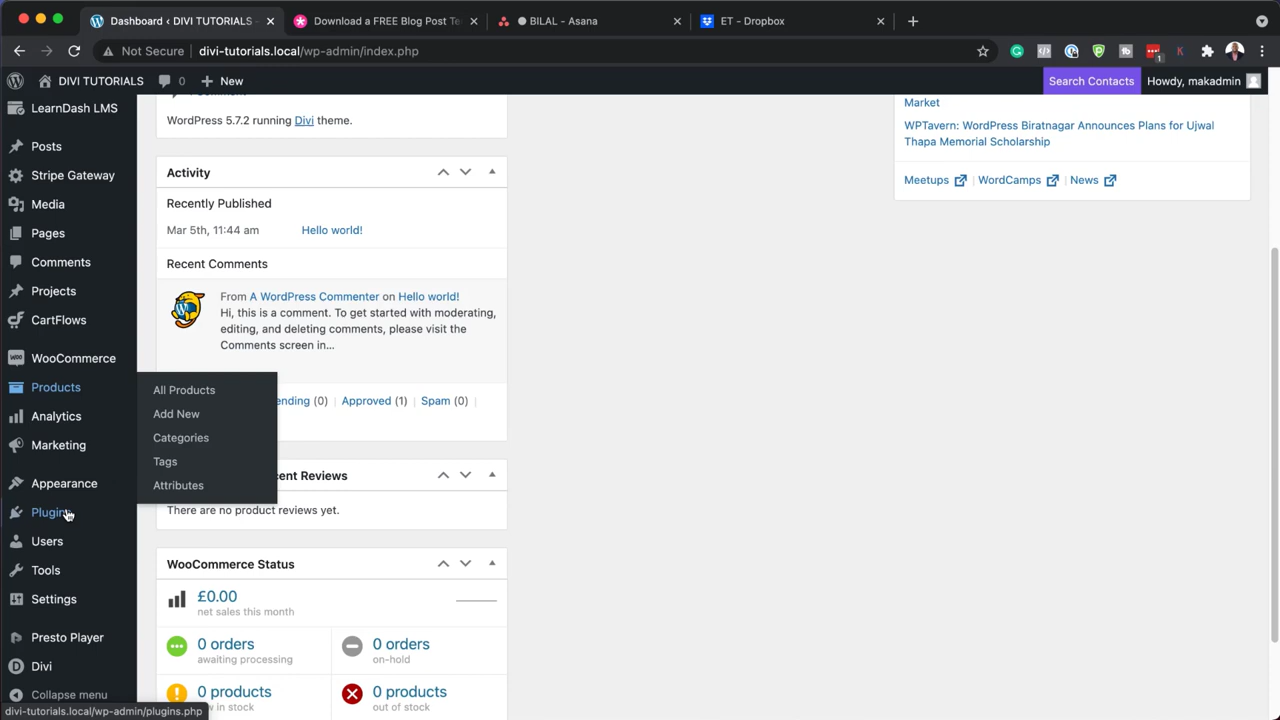 Dashboard ‹ DIVI TUTORIALS
Download a FREE Blog Post Te
BILAL - Asana
ET - Dropbox
Not Secure
divi-tutorials.local/wp-admin/index.php
1
DIVI TUTORIALS
0
New
Search Contacts
Howdy, makadmin
LearnDash LMS
Posts
Stripe Gateway
Media
Pages
Comments
Projects
CartFlows
WooCommerce
Products
Analytics
Marketing
Appearance
Plugins
Users
Tools
Settings
Presto Player
Divi
Collapse menu
All Products
Add New
Categories
Tags
Attributes
WordPress 5.7.2 running Divi theme.
Activity
Recently Published
Mar 5th, 11:44 am Hello world!
Recent Comments
From A WordPress Commenter on Hello world!
Hi, this is a comment. To get started with moderating,
editing, and deleting comments, please visit the
Comments screen in…
ending (0) | Approved (1) | Spam (0) |
cent Reviews
There are no product reviews yet.
WooCommerce Status
£0.00
net sales this month
0 orders
awaiting processing
0 orders
on-hold
0 products
w in stock
0 products
out of stock
Market
WPTavern: WordPress Biratnagar Announces Plans for Ujwal
Thapa Memorial Scholarship
Meetups | WordCamps | News
divi-tutorials.local/wp-admin/plugins.php